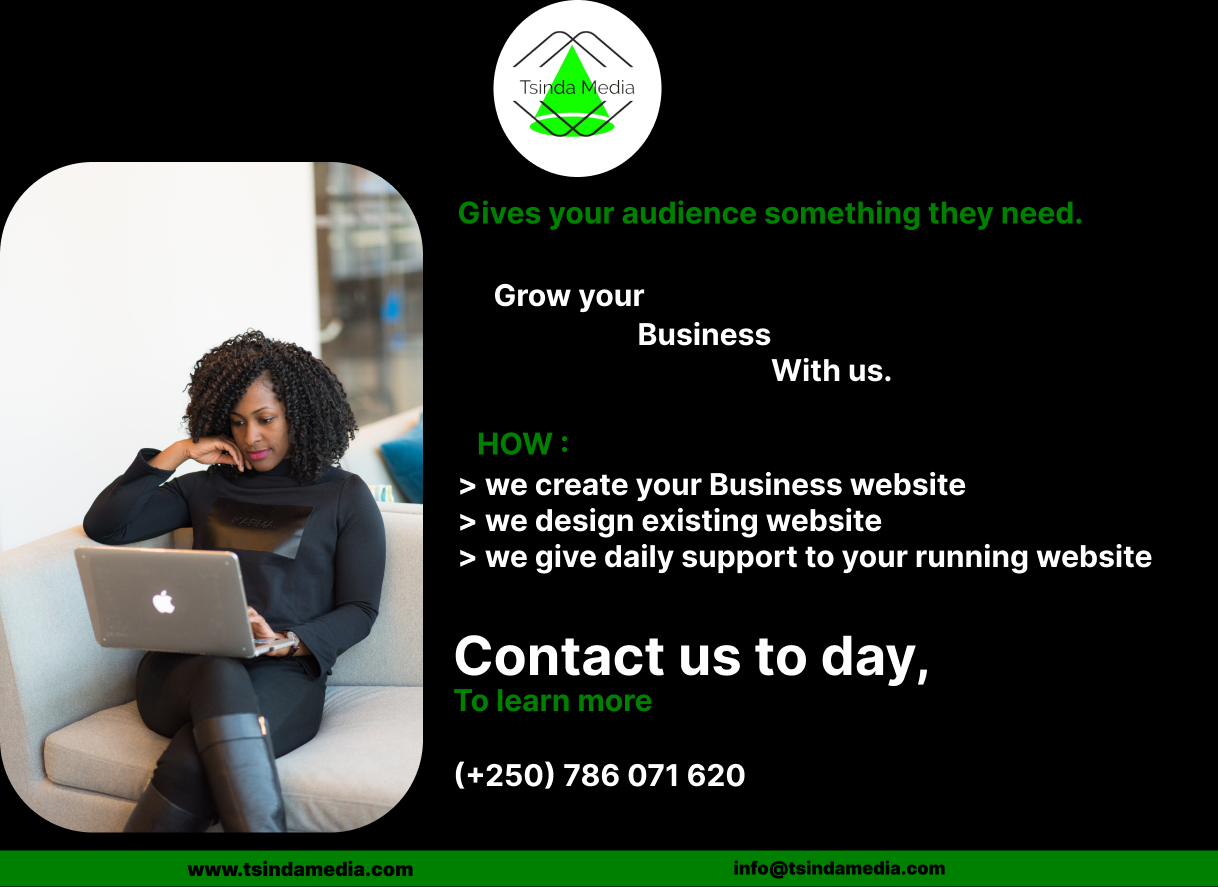 Tsinda Media
Gives your audience something they need.
Grow your
Business
With us.
HOW :
> we create your Business website
> we design existing website
> we give daily support to your running website
Contact us to day,
To learn more
(+250) 786 071 620
www.tsindamedia.com
info@tsindamedia.com